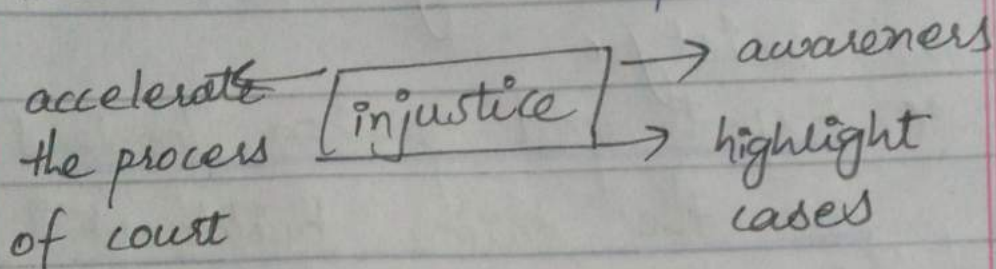 accelerate
the process
of court
injustice
awareness
highlight
cases